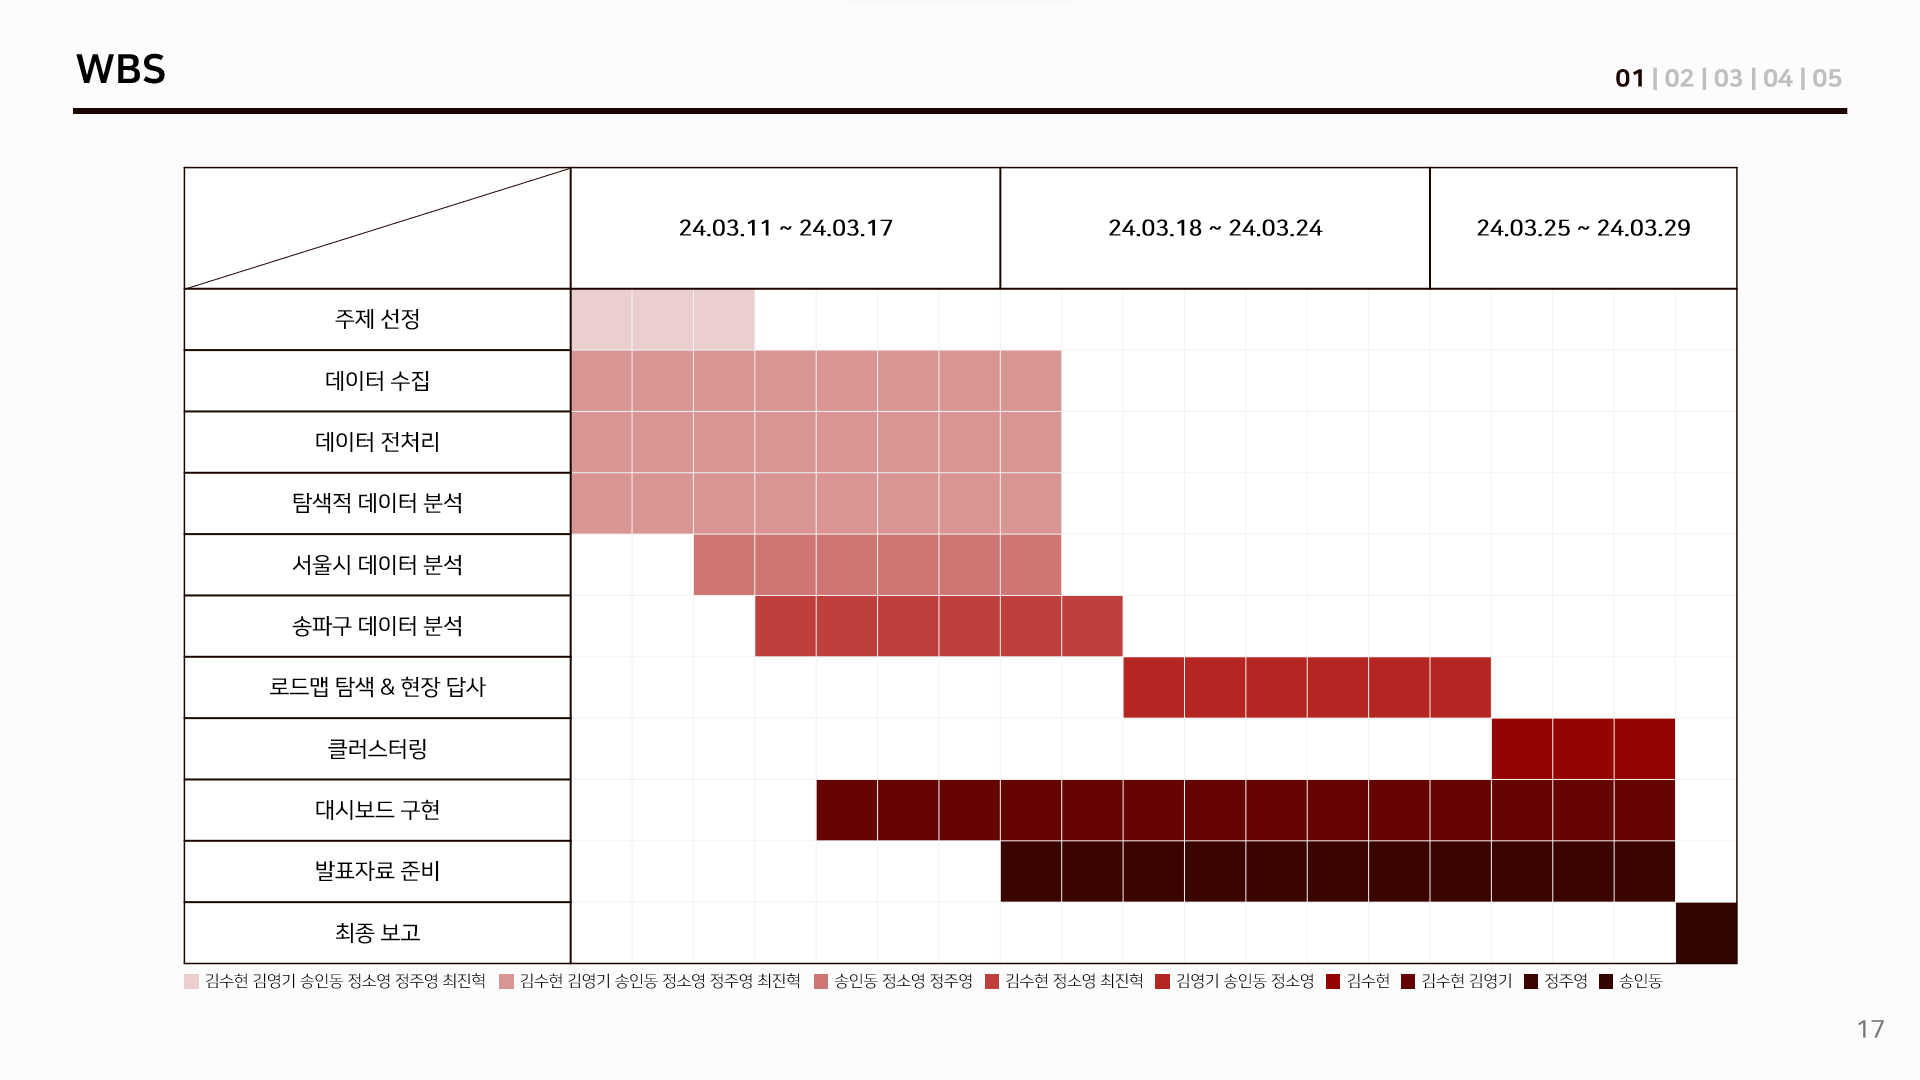 WBS
01 | 02 | 03 | 04 | 05
24.03.11 ~ 24.03.17
24.03.18 ~ 24.03.24
24.03.25 ~ 24.03.29
주제 선정
데이터 수집
데이터 전처리
탐색적 데이터 분석
서울시 데이터 분석
송파구 데이터 분석
로드맵 탐색 & 현장 답사
클러스터링
대시보드 구현
발표자료 준비
최종 보고
김수현 김영기 송인동 정소영 정주영 최진혁
김수현 김영기 송인동 정소영 정주영 최진혁
송인동 정소영 정주영
김수현 정소영 최진혁
김영기 송인동 정소영
김수현
김수현 김영기
정주영
송인동
17